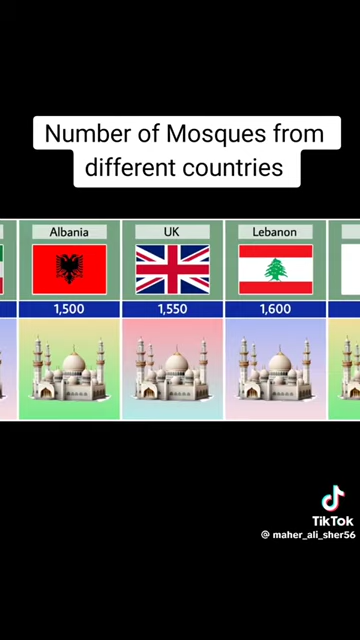 Number of Mosques from
different countries
Albania
UK
Lebanon
1,500
1,550
1,600
TikTok
@ maher_ali_sher56